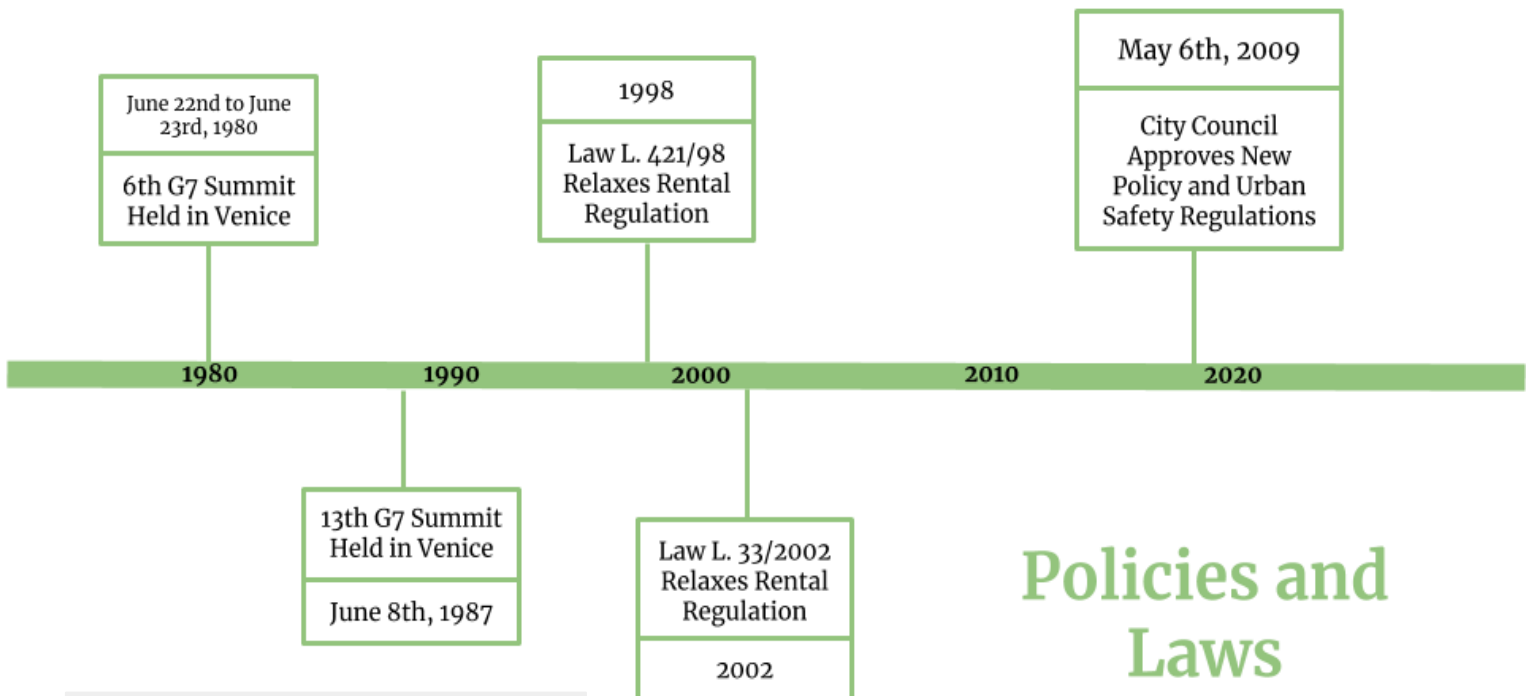 June 22nd to June
23rd, 1980
6th G7 Summit
Held in Venice
1998
Law L. 421/98
Relaxes Rental
Regulation
May 6th, 2009
City Council
Approves New
Policy and Urban
Safety Regulations
1980
1990
2000
2010
2020
13th G7 Summit
Held in Venice
June 8th, 1987
Law L. 33/2002
Relaxes Rental
Regulation
2002
Policies and
Laws